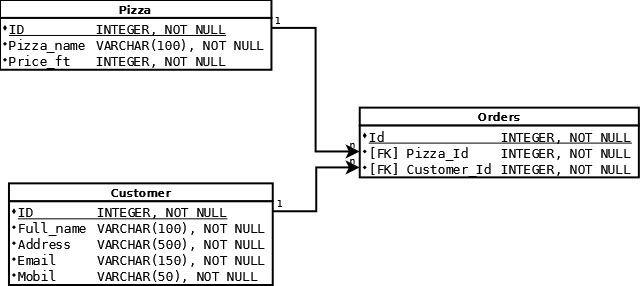 Pizza
ID INTEGER, NOT NULL
Pizza_name VARCHAR(100), NOT NULL
Price_ft INTEGER, NOT NULL
1
Orders
Id INTEGER, NOT NULL
n
[FK] Pizza_Id INTEGER, NOT NULL
n
[FK] Customer_Id INTEGER, NOT NULL
Customer
1
ID INTEGER, NOT NULL
Full_name VARCHAR(100), NOT NULL
Address VARCHAR(500), NOT NULL
Email VARCHAR(150), NOT NULL
Mobil VARCHAR(50), NOT NULL